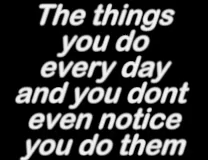 The things
you do
every day
and you dont
even notice
you do them